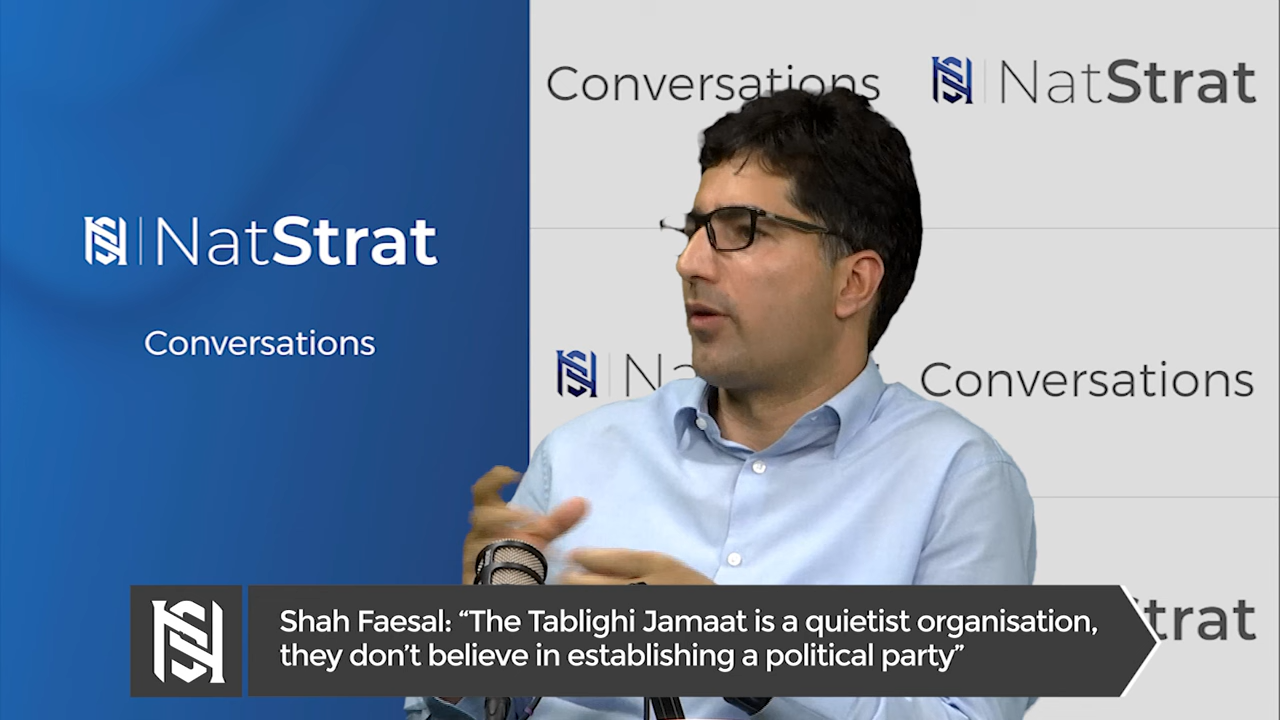 Conversations
NatStrat
NatStrat
Conversations
N
Conversations
Shah Faesal: “The Tablighi Jamaat is a quietist organisation,
they don’t believe in establishing a political party”
trat